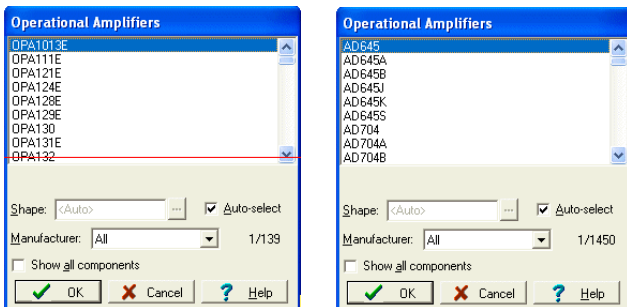 Operational Amplifiers
OPA1013E
OPA111E
OPA121E
OPA124E
OPA128E
OPA129E
OPA130
OPA131E
OPA132
Shape: <Auto> ... Auto-select
Manufacturer: All 1/139
Show all components
OK Cancel ? Help
Operational Amplifiers
AD645
AD645A
AD645B
AD645J
AD645K
AD645S
AD704
AD704A
AD704B
Shape: <Auto> ... Auto-select
Manufacturer: All 1/1450
Show all components
OK Cancel ? Help